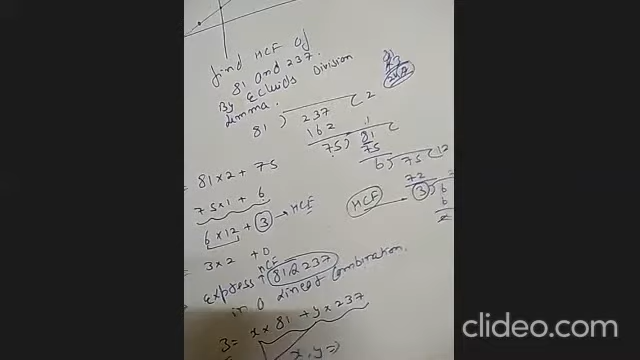 find HCF of
81 and 237
By Ecluids Division
lemma.
81 ) 237 ( 2
162
75 ) 81 ( 1
75
6 ) 75 ( 12
72
3 ) 6
6
HCF
= 81 x 2 + 75
75 x 1 + 6
6 x 12 + 3 → HCF
3 x 2 + 0
Express HCF 81 & 237
in a linear combination.
3 = x x 81 + y x 237
x, y ⇒
clideo.com